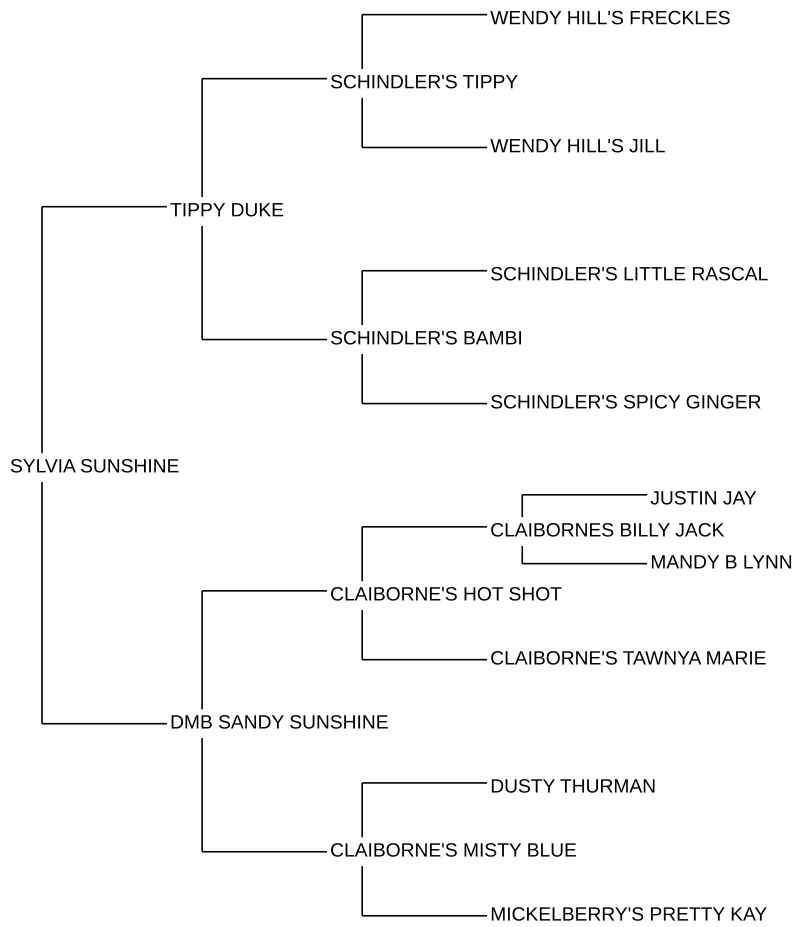 WENDY HILL'S FRECKLES
SCHINDLER'S TIPPY
WENDY HILL'S JILL
TIPPY DUKE
SCHINDLER'S LITTLE RASCAL
SCHINDLER'S BAMBI
SCHINDLER'S SPICY GINGER
SYLVIA SUNSHINE
JUSTIN JAY
CLAIBORNES BILLY JACK
MANDY B LYNN
CLAIBORNE'S HOT SHOT
CLAIBORNE'S TAWNYA MARIE
DMB SANDY SUNSHINE
DUSTY THURMAN
CLAIBORNE'S MISTY BLUE
MICKELBERRY'S PRETTY KAY